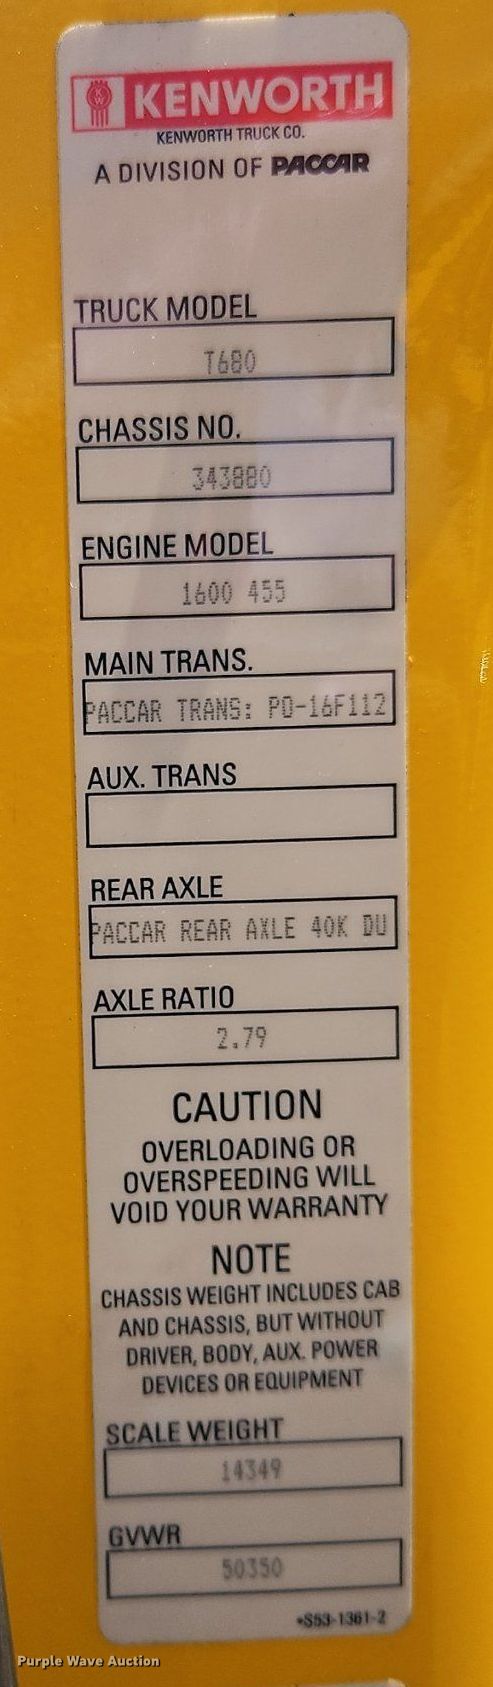 KENWORTH
KENWORTH TRUCK CO.
A DIVISION OF PACCAR
TRUCK MODEL
T680
CHASSIS NO.
343880
ENGINE MODEL
1600 455
MAIN TRANS.
PACCAR TRANS: PO-16F112
AUX. TRANS
REAR AXLE
PACCAR REAR AXLE 40K DU
AXLE RATIO
2.79
CAUTION
OVERLOADING OR
OVERSPEEDING WILL
VOID YOUR WARRANTY
NOTE
CHASSIS WEIGHT INCLUDES CAB
AND CHASSIS, BUT WITHOUT
DRIVER, BODY, AUX. POWER
DEVICES OR EQUIPMENT
SCALE WEIGHT
14349
GVWR
50350
*S53-1361-2
Purple Wave Auction